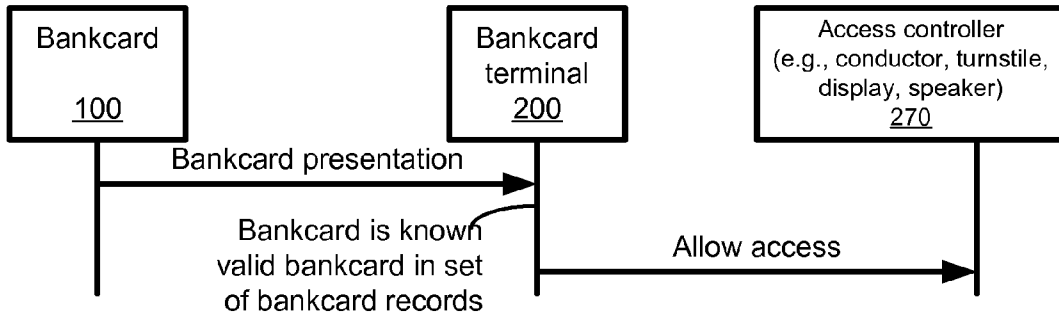 Bankcard
100
Bankcard
terminal
200
Access controller
(e.g., conductor, turnstile,
display, speaker)
270
Bankcard presentation
Bankcard is known
valid bankcard in set
of bankcard records
Allow access